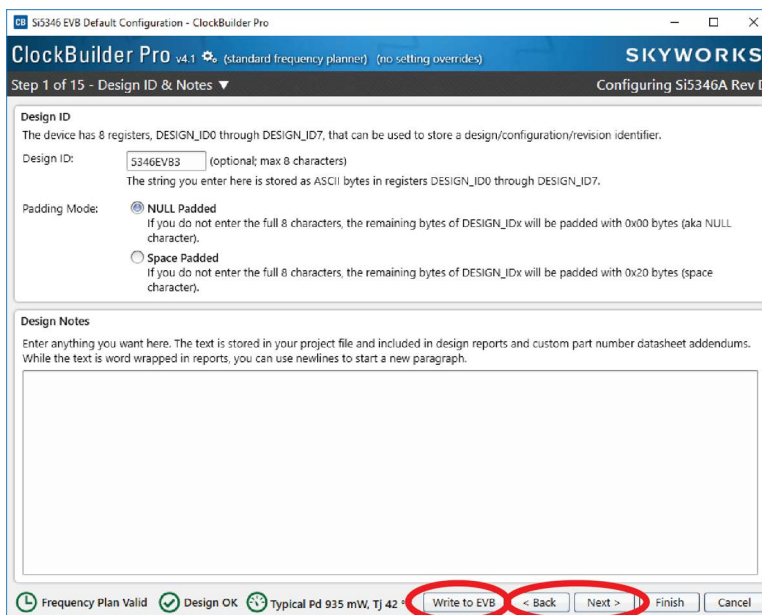 CB Si5346 EVB Default Configuration - ClockBuilder Pro
ClockBuilder Pro v4.1 (standard frequency planner) (no setting overrides) SKYWORKS
Step 1 of 15 - Design ID & Notes ▼ Configuring Si5346A Rev D
Design ID
The device has 8 registers, DESIGN_ID0 through DESIGN_ID7, that can be used to store a design/configuration/revision identifier.
Design ID: 5346EVB3 (optional; max 8 characters)
The string you enter here is stored as ASCII bytes in registers DESIGN_ID0 through DESIGN_ID7.
Padding Mode: NULL Padded
If you do not enter the full 8 characters, the remaining bytes of DESIGN_IDx will be padded with 0x00 bytes (aka NULL
character).
Space Padded
If you do not enter the full 8 characters, the remaining bytes of DESIGN_IDx will be padded with 0x20 bytes (space
character).
Design Notes
Enter anything you want here. The text is stored in your project file and included in design reports and custom part number datasheet addendums.
While the text is word wrapped in reports, you can use newlines to start a new paragraph.
Frequency Plan Valid Design OK Typical Pd 935 mW, Tj 42 ° Write to EVB < Back Next > Finish Cancel